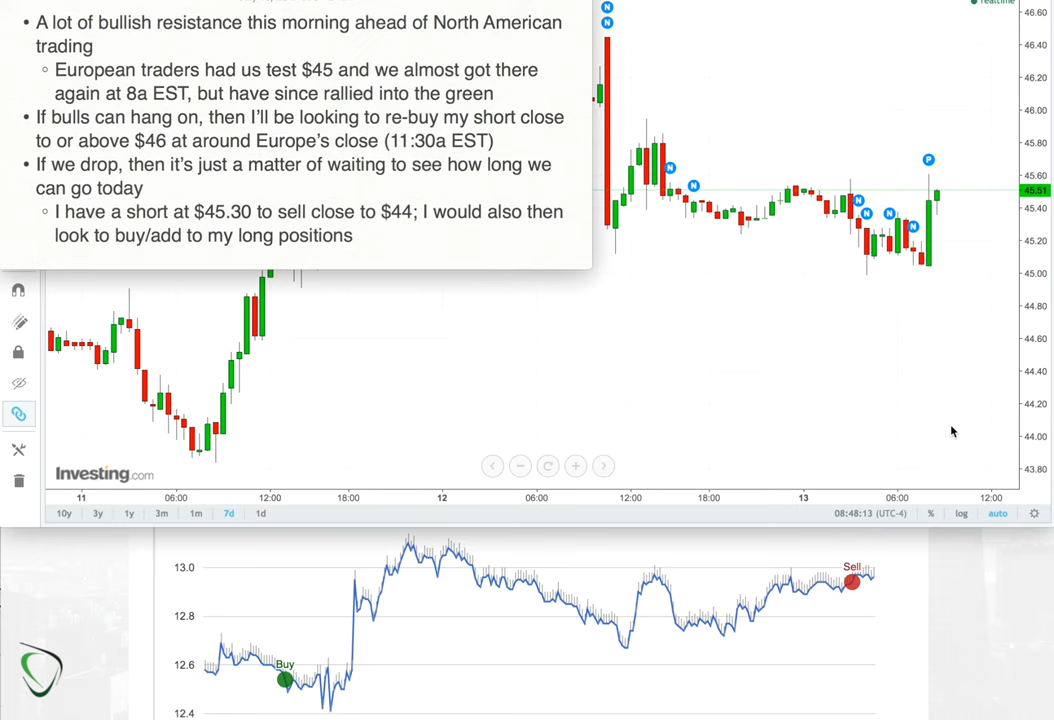 realtime
• A lot of bullish resistance this morning ahead of North American
trading
◦ European traders had us test $45 and we almost got there
again at 8a EST, but have since rallied into the green
• If bulls can hang on, then I'll be looking to re-buy my short close
to or above $46 at around Europe's close (11:30a EST)
• If we drop, then it's just a matter of waiting to see how long we
can go today
◦ I have a short at $45.30 to sell close to $44; I would also then
look to buy/add to my long positions
N
N
N
N
N
N
N
N
P
46.60
46.40
46.20
46.00
45.80
45.60
45.51
45.40
45.20
45.00
44.80
44.60
44.40
44.20
44.00
43.80
Investing.com
11 06:00 12:00 18:00 12 06:00 12:00 18:00 13 06:00 12:00
10y 3y 1y 3m 1m 7d 1d 08:48:13 (UTC-4) % log auto
13.0
12.8
12.6
12.4
Buy
Sell